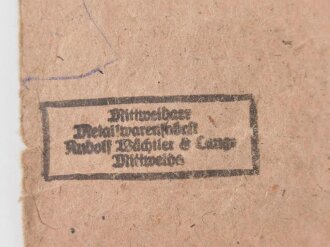 Mittweidaer
Metallwarenfabrik
Rudolf Wächtler & Lange
Mittweida